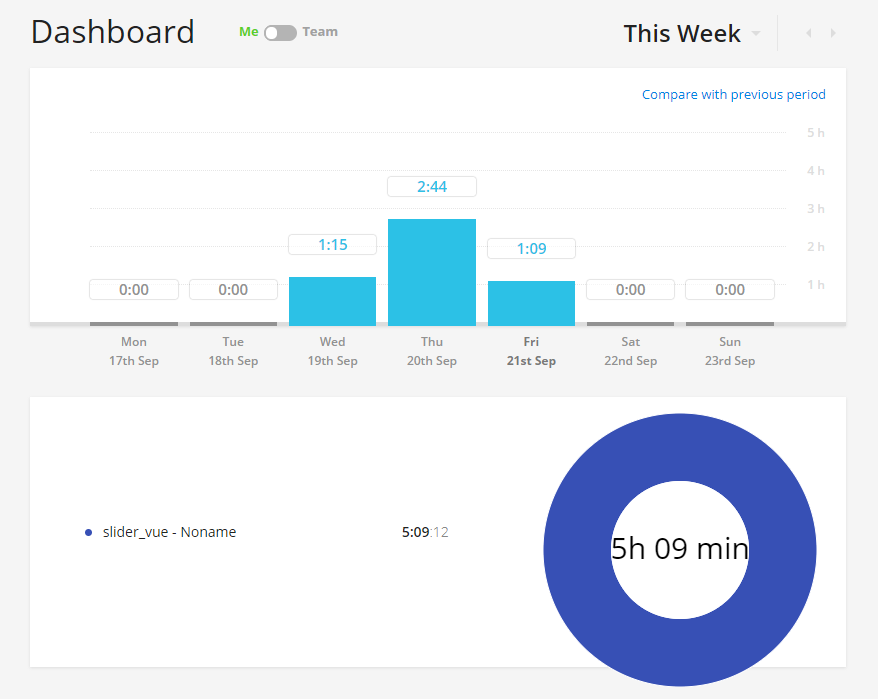 Dashboard
Me Team
This Week
Compare with previous period
5 h
4 h
3 h
2 h
1 h
0:00 0:00 1:15 2:44 1:09 0:00 0:00
Mon Tue Wed Thu Fri Sat Sun
17th Sep 18th Sep 19th Sep 20th Sep 21st Sep 22nd Sep 23rd Sep
slider_vue - Noname 5:09:12
5h 09 min